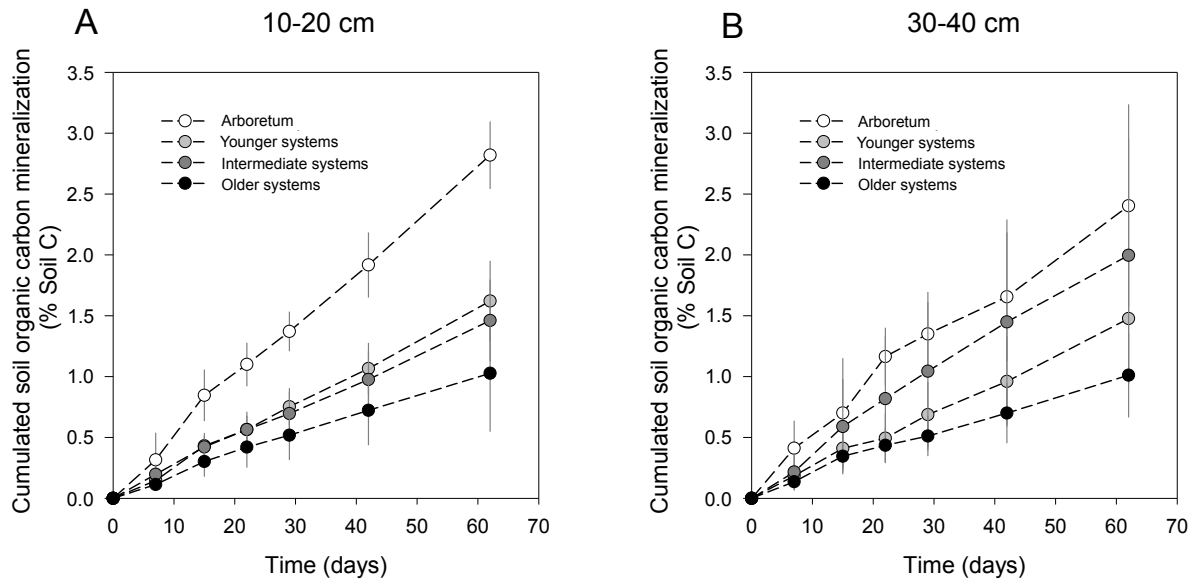 A
10-20 cm
Cumulated soil organic carbon mineralization
(% Soil C)
3.5
3.0
2.5
2.0
1.5
1.0
0.5
0.0
Arboretum
Younger systems
Intermediate systems
Older systems
0 10 20 30 40 50 60 70
Time (days)
B
30-40 cm
Cumulated soil organic carbon mineralization
(% Soil C)
3.5
3.0
2.5
2.0
1.5
1.0
0.5
0.0
Arboretum
Younger systems
Intermediate systems
Older systems
0 10 20 30 40 50 60 70
Time (days)